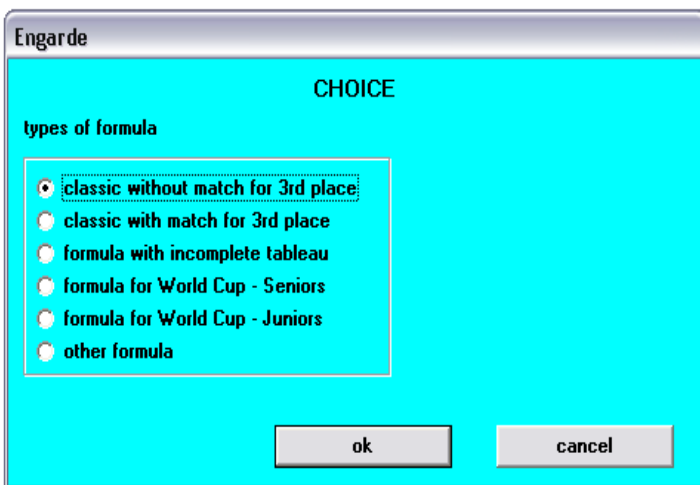 Engarde
CHOICE
types of formula
classic without match for 3rd place
classic with match for 3rd place
formula with incomplete tableau
formula for World Cup - Seniors
formula for World Cup - Juniors
other formula
ok cancel